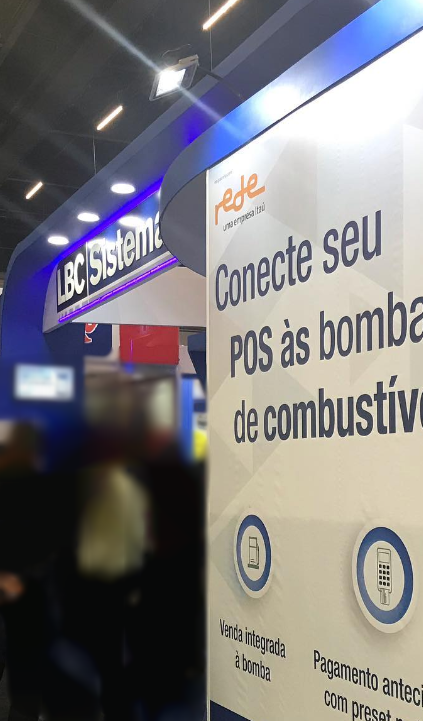 LBC Sistema
rede
uma empresa Itaú
Conecte seu
POS às bomba
de combustíve
Venda integrada
à bomba
Pagamento anteci
com preset